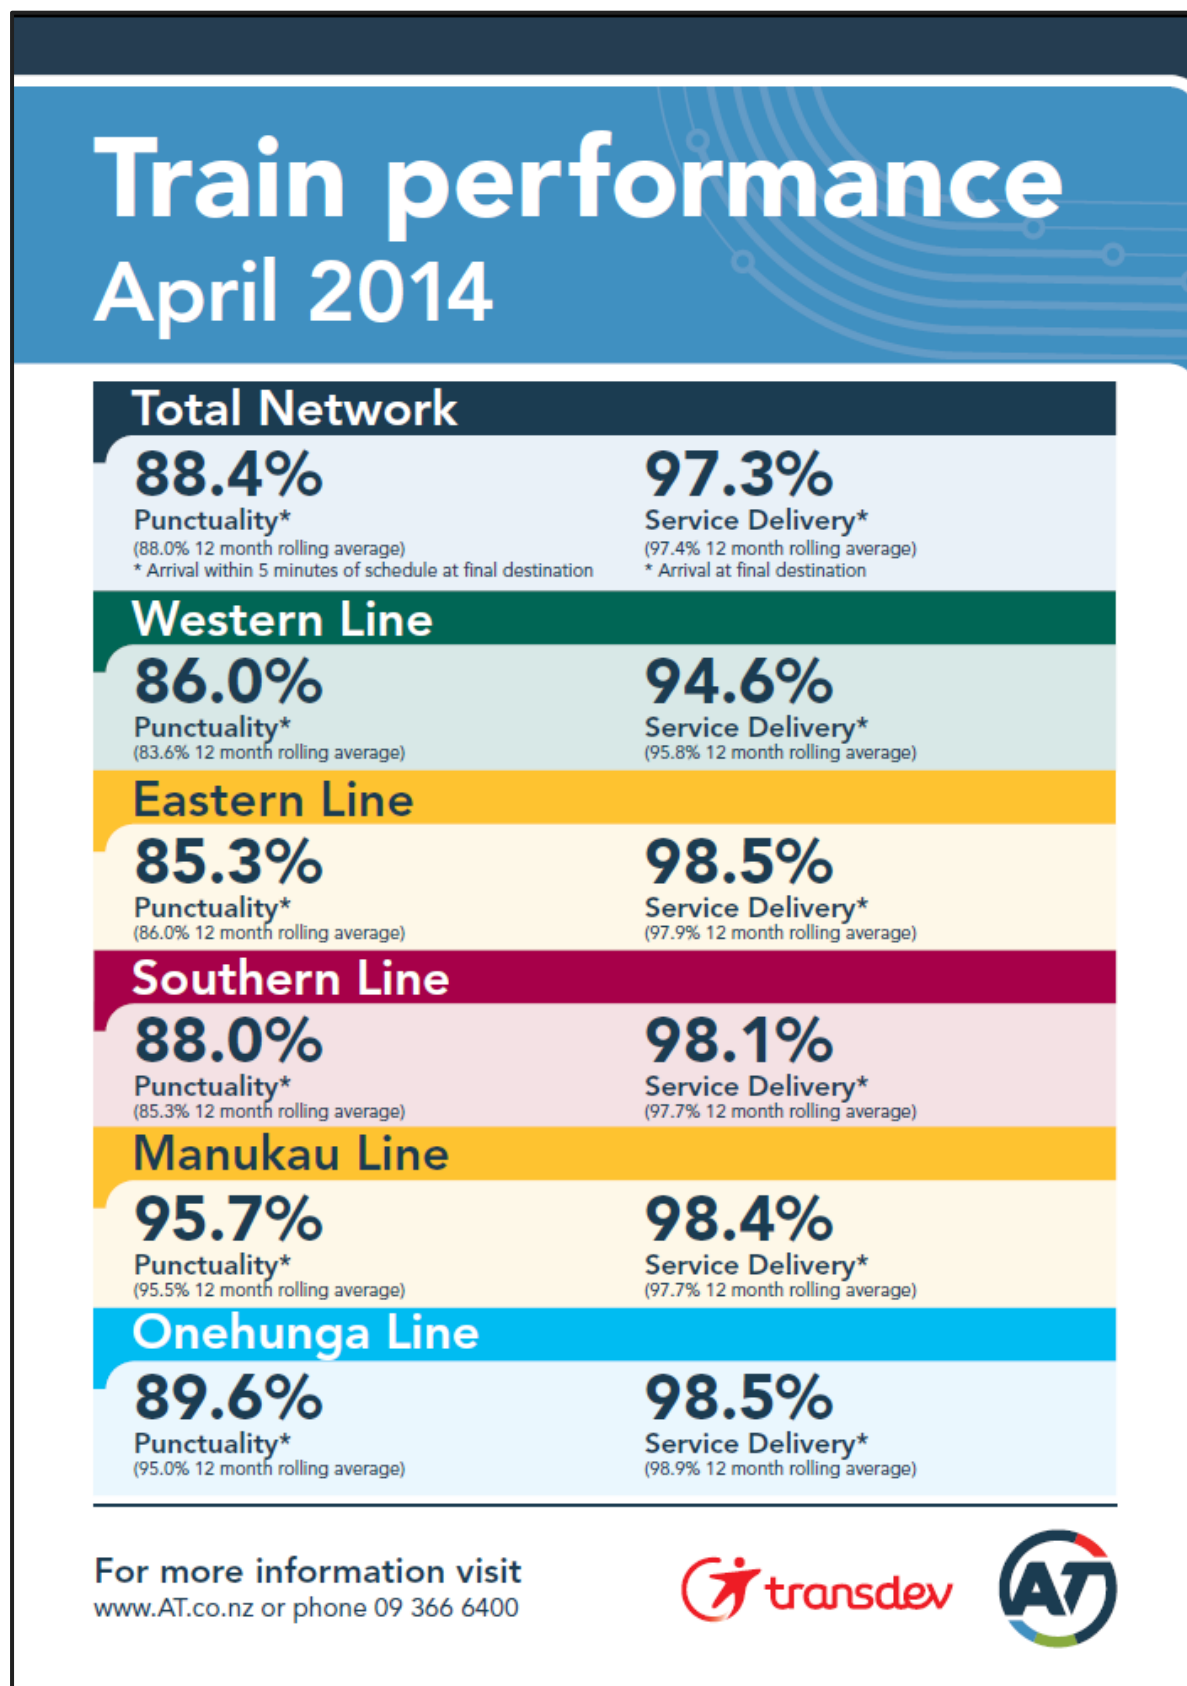 Train performance
April 2014
Total Network
88.4%
Punctuality*
(88.0% 12 month rolling average)
* Arrival within 5 minutes of schedule at final destination
97.3%
Service Delivery*
(97.4% 12 month rolling average)
* Arrival at final destination
Western Line
86.0%
Punctuality*
(83.6% 12 month rolling average)
94.6%
Service Delivery*
(95.8% 12 month rolling average)
Eastern Line
85.3%
Punctuality*
(86.0% 12 month rolling average)
98.5%
Service Delivery*
(97.9% 12 month rolling average)
Southern Line
88.0%
Punctuality*
(85.3% 12 month rolling average)
98.1%
Service Delivery*
(97.7% 12 month rolling average)
Manukau Line
95.7%
Punctuality*
(95.5% 12 month rolling average)
98.4%
Service Delivery*
(97.7% 12 month rolling average)
Onehunga Line
89.6%
Punctuality*
(95.0% 12 month rolling average)
98.5%
Service Delivery*
(98.9% 12 month rolling average)
For more information visit
www.AT.co.nz or phone 09 366 6400
transdev
AT